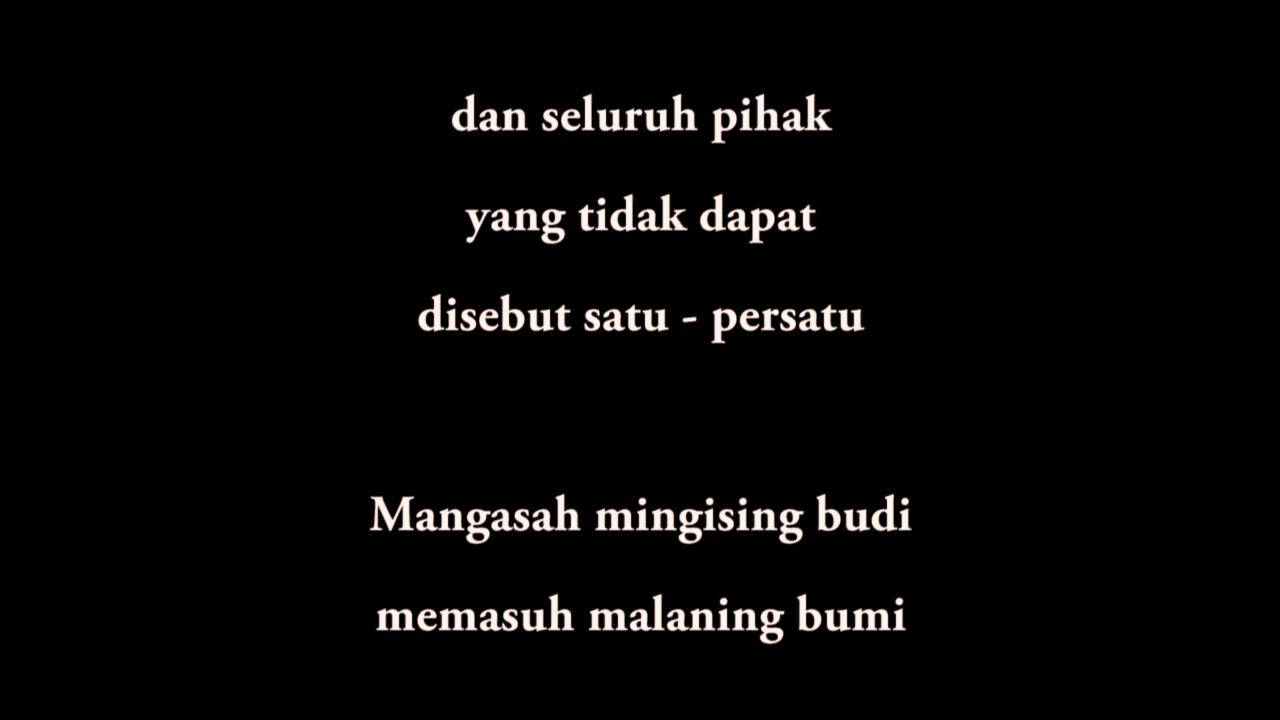 dan seluruh pihak
yang tidak dapat
disebut satu - persatu
Mangasah mingising budi
memasuh malaning bumi